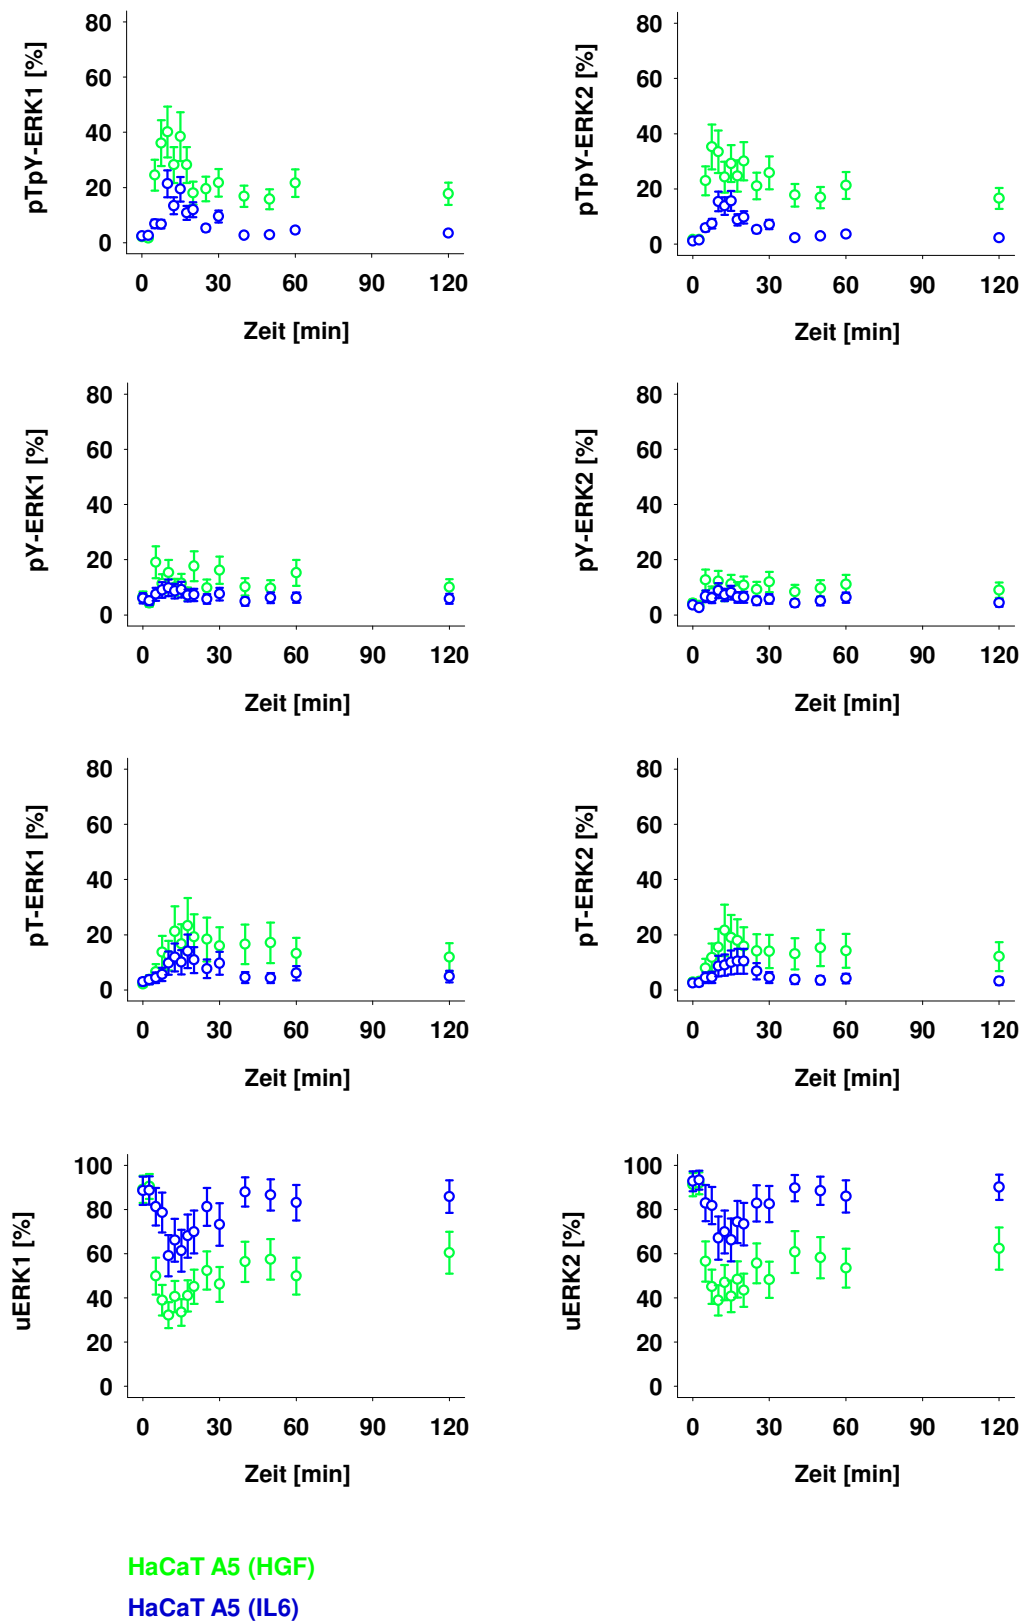 pTpY-ERK1 [%]
80
60
40
20
0
0 30 60 90 120
Zeit [min]
pTpY-ERK2 [%]
80
60
40
20
0
0 30 60 90 120
Zeit [min]
pY-ERK1 [%]
80
60
40
20
0
0 30 60 90 120
Zeit [min]
pY-ERK2 [%]
80
60
40
20
0
0 30 60 90 120
Zeit [min]
pT-ERK1 [%]
80
60
40
20
0
0 30 60 90 120
Zeit [min]
pT-ERK2 [%]
80
60
40
20
0
0 30 60 90 120
Zeit [min]
uERK1 [%]
100
80
60
40
20
0
0 30 60 90 120
Zeit [min]
uERK2 [%]
100
80
60
40
20
0
0 30 60 90 120
Zeit [min]
HaCaT A5 (HGF)
HaCaT A5 (IL6)